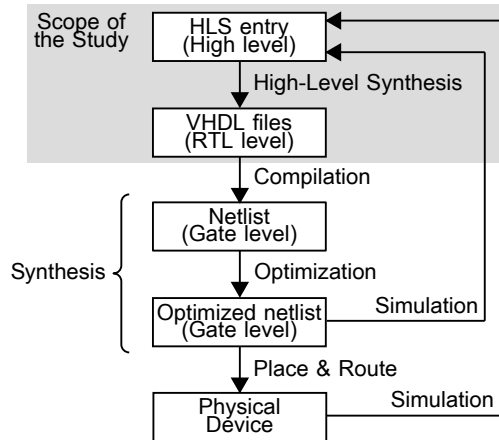 Scope of
the Study
HLS entry
(High level)
High-Level Synthesis
VHDL files
(RTL level)
Compilation
Netlist
(Gate level)
Synthesis
Optimization
Optimized netlist
(Gate level)
Simulation
Place & Route
Physical
Device
Simulation